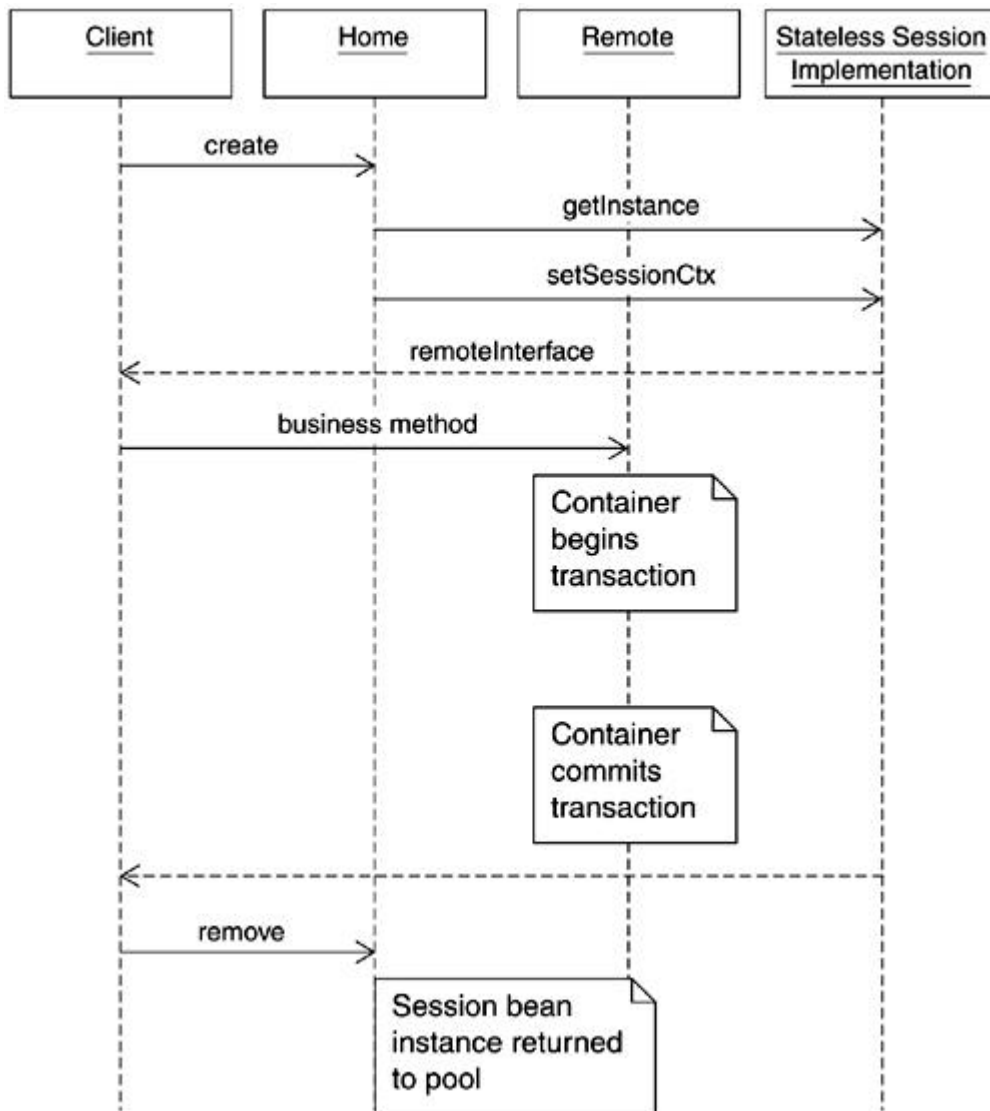 Client
Home
Remote
Stateless Session
Implementation
create
getInstance
setSessionCtx
remoteInterface
business method
Container
begins
transaction
Container
commits
transaction
remove
Session bean
instance returned
to pool